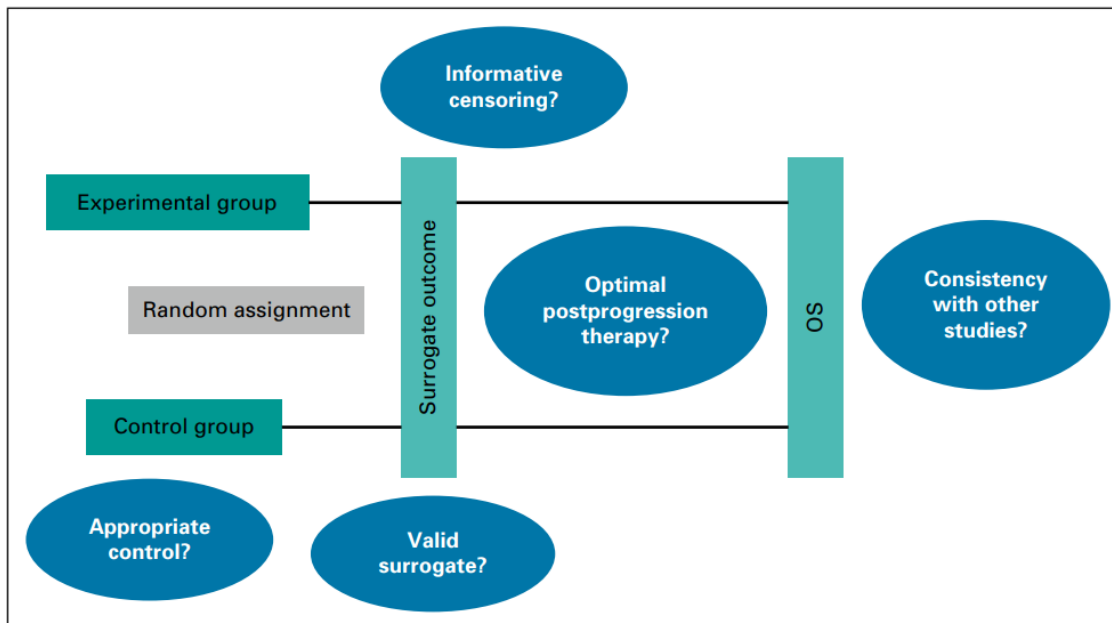 Informative
censoring?
Experimental group
Surrogate outcome
Random assignment
Optimal
postprogression
therapy?
OS
Consistency
with other
studies?
Control group
Appropriate
control?
Valid
surrogate?